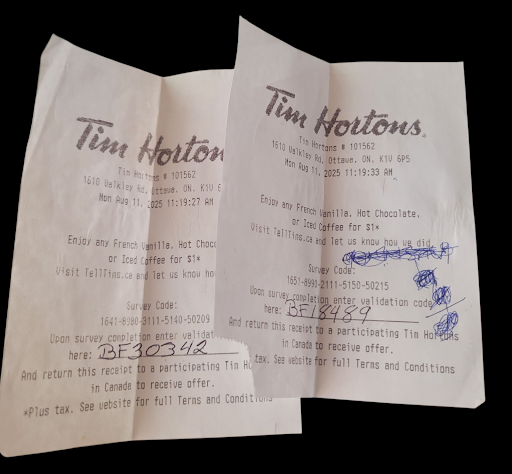 Tim Horton
Tim Hortons # 101562
1610 Walkley Rd, Ottawa, ON, K1V 6
Mon Aug 11, 2025 11:19:27 AM
Enjoy any French Vanilla, Hot Choco
or Iced Coffee for $1*
Visit TellTims.ca and let us know ho
Survey Code:
1641-8980-3111-5140-50209
Upon survey completion enter validat
here: BF30342
And return this receipt to a participating Tim Ho
in Canada to receive offer.
*Plus tax. See website for full Terms and Conditions
Tim Hortons.
Tim Hortons # 101562
1610 Walkley Rd, Ottawa, ON, K1V 6P5
Mon Aug 11, 2025 11:19:33 AM
Enjoy any French Vanilla, Hot Chocolate,
or Iced Coffee for $1*
Visit TellTims.ca and let us know how we did.
Survey Code:
1651-8990-2111-5150-50215
Upon survey completion enter validation code
here: BF18489
And return this receipt to a participating Tim Hortons
in Canada to receive offer.
tax. See website for full Terms and Conditions